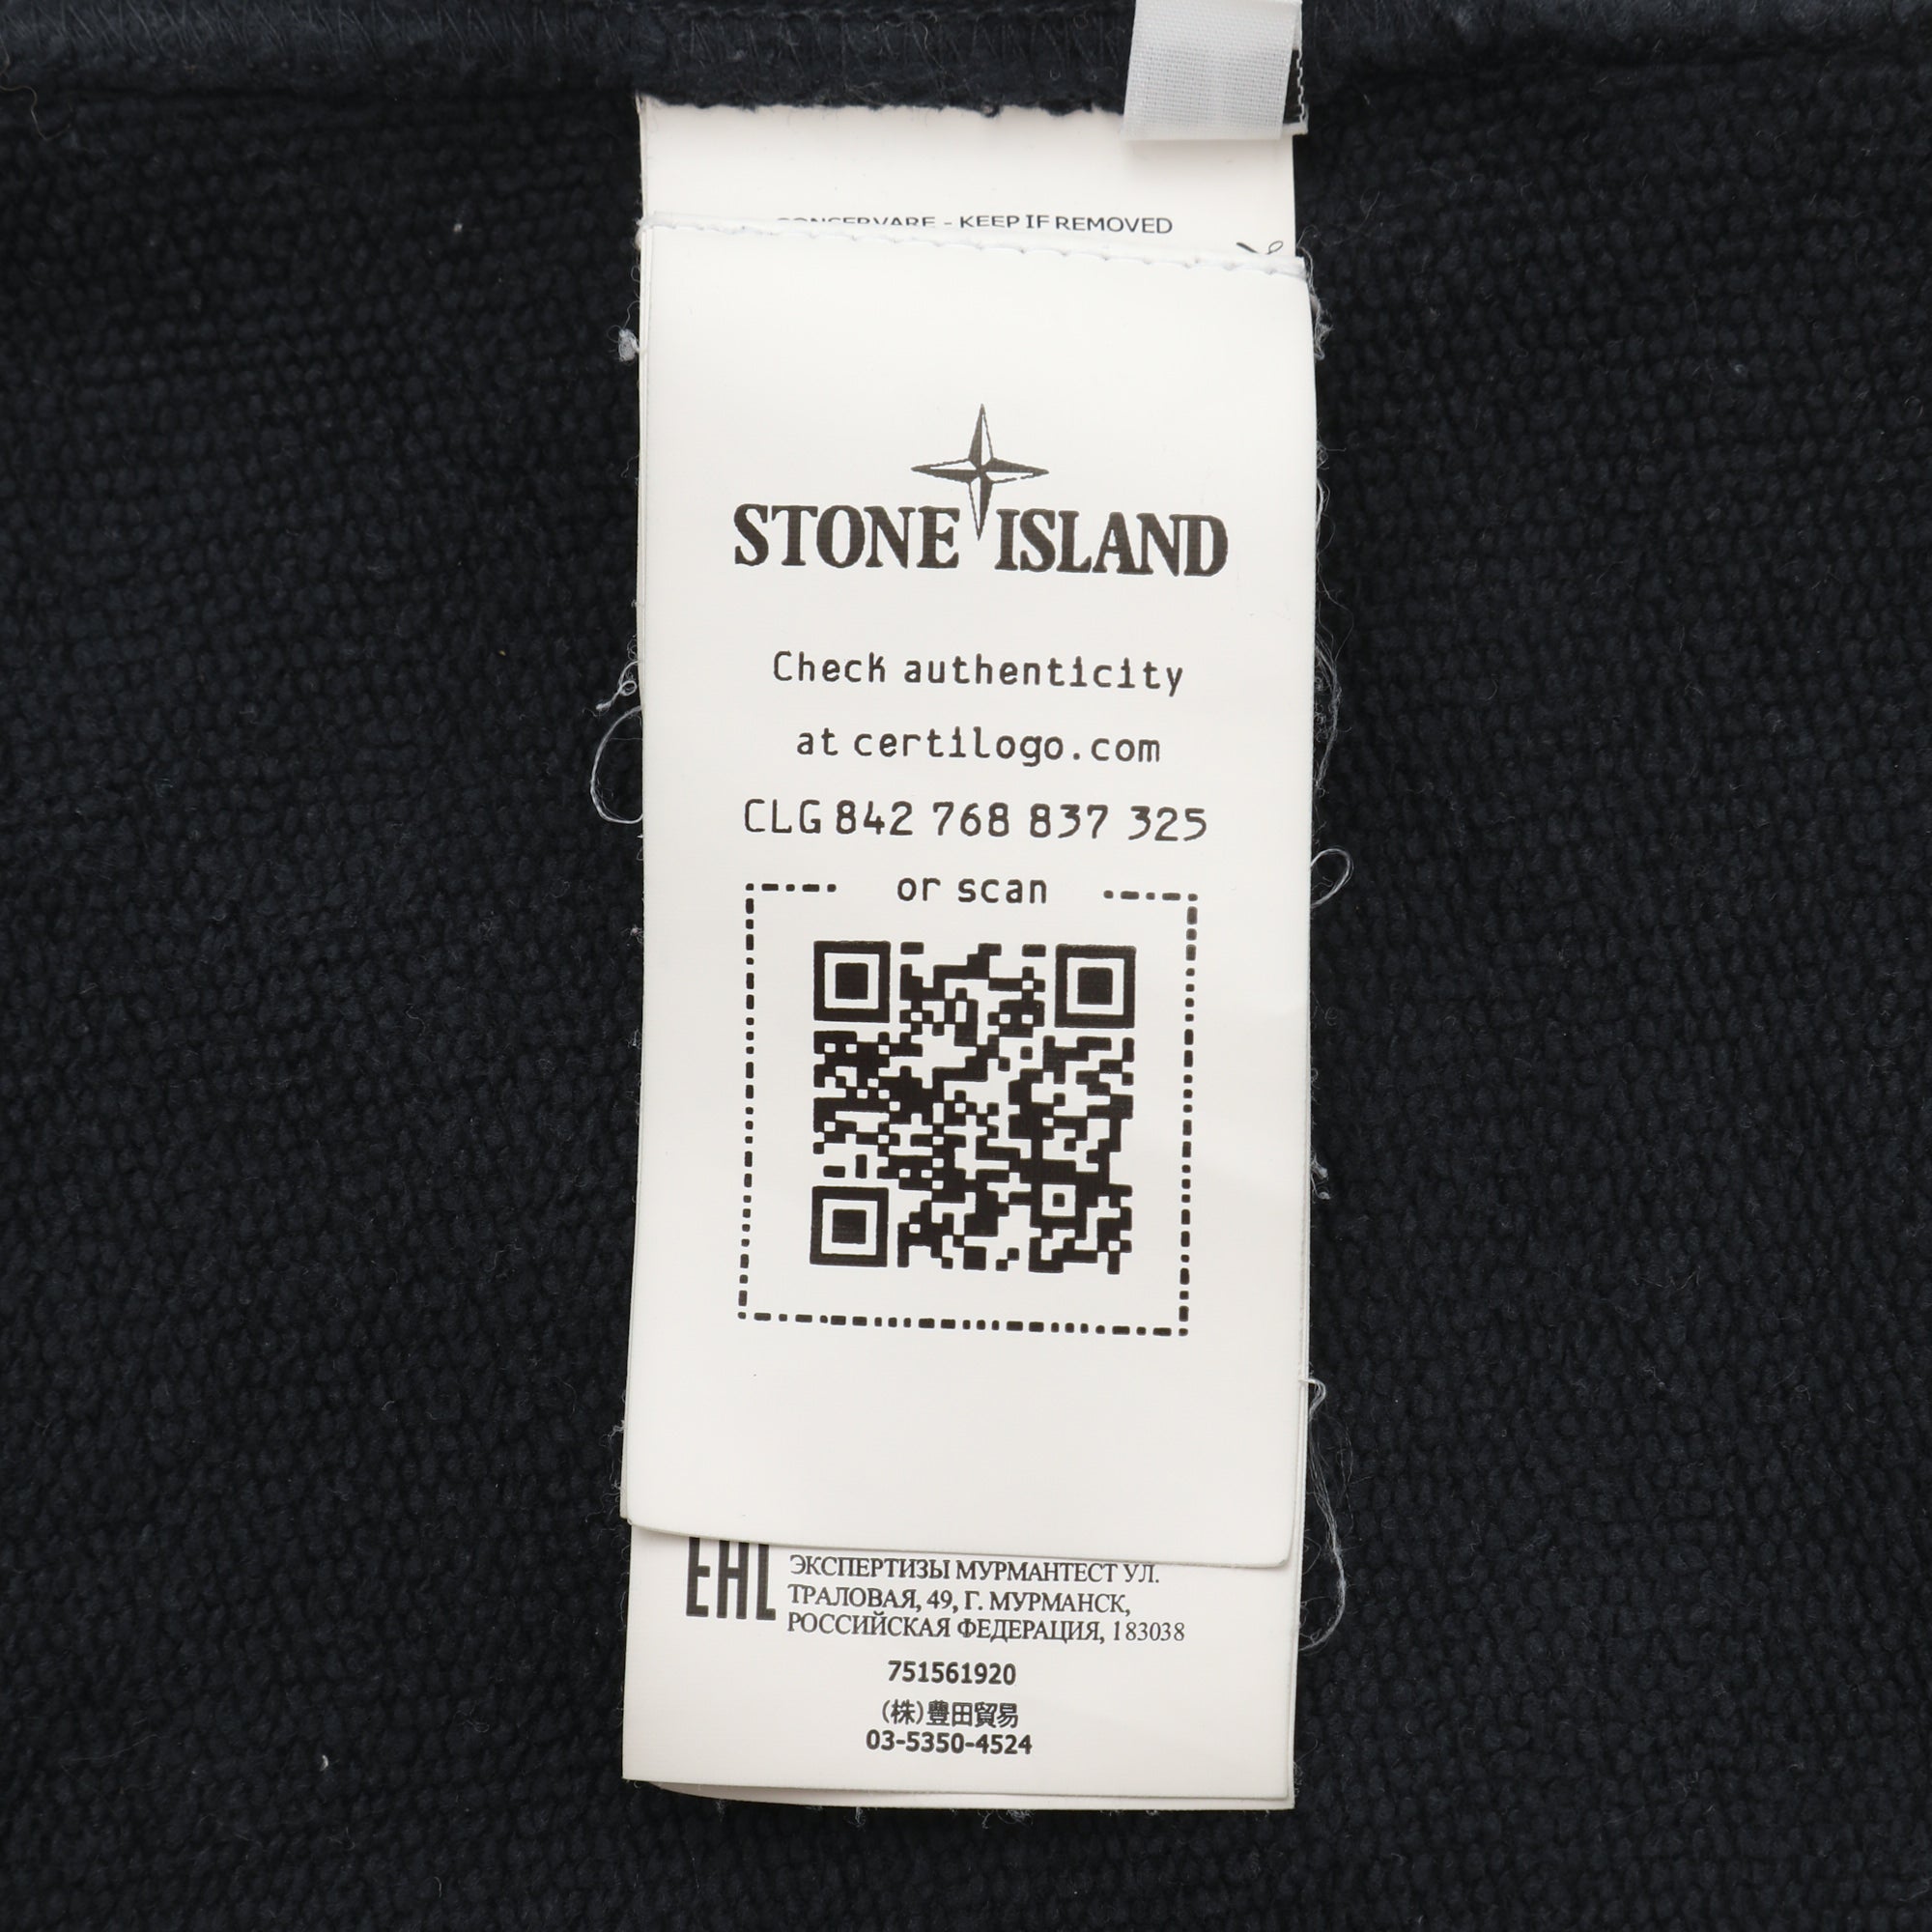 CONSERVARE - KEEP IF REMOVED
STONE ISLAND
Check authenticity
at certilogo.com
CLG 842 768 837 325
or scan
EAC ЭКСПЕРТИЗЫ МУРМАНТЕСТ УЛ.
ТРАЛОВАЯ, 49, Г. МУРМАНСК,
РОССИЙСКАЯ ФЕДЕРАЦИЯ, 183038
751561920
(株)豊田貿易
03-5350-4524